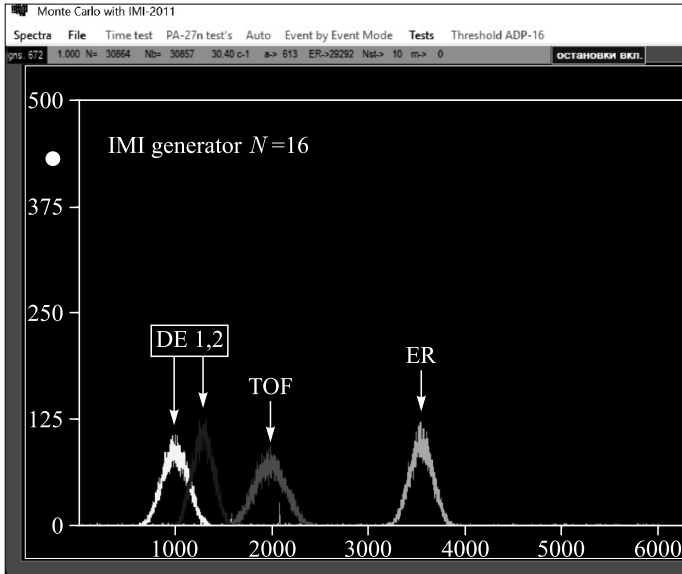 Monte Carlo with IMI-2011
Spectra File Time test PA-27n test's Auto Event by Event Mode Tests Threshold ADP-16
gns. 672 1.000 N= 30864 Nb= 30857 30.40 c-1 a-> 613 ER->29292 Nst-> 10 m-> 0 остановки вкл.
500
IMI generator N=16
375
250
DE 1,2
ER
TOF
125
0
1000 2000 3000 4000 5000 6000